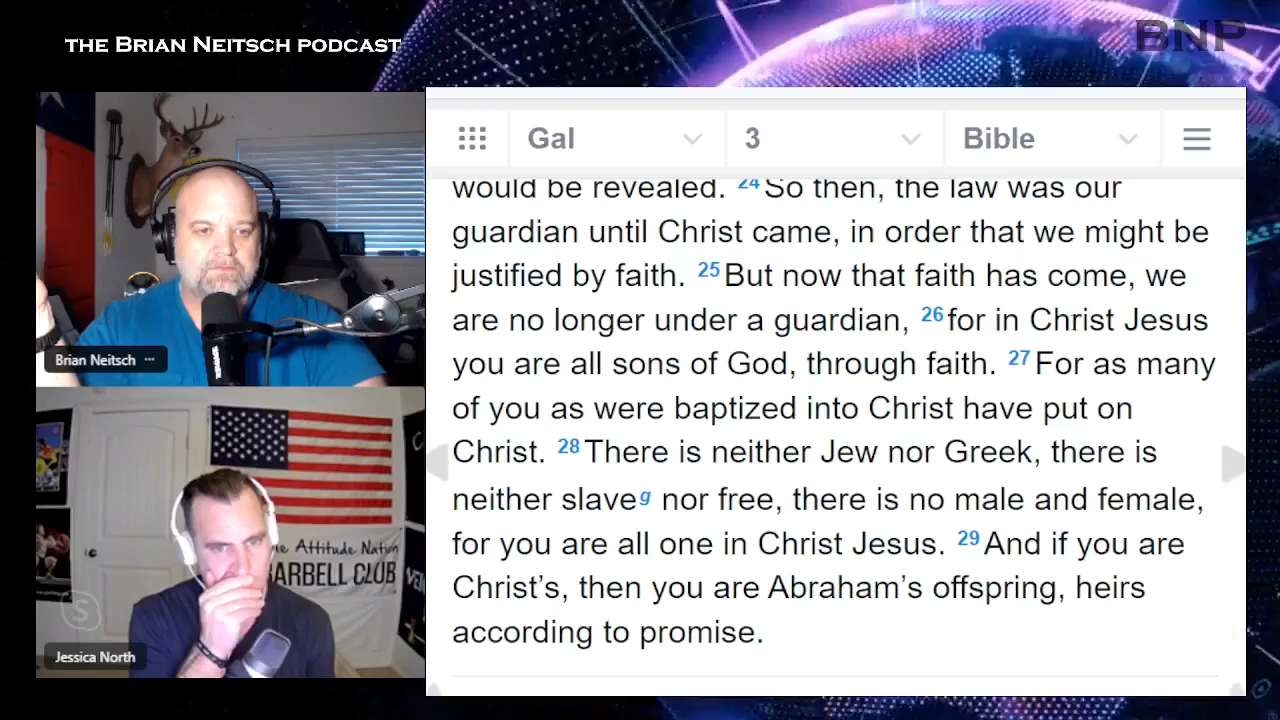 THE BRIAN NEITSCH PODCAST
BNP
Gal
3
Bible
would be revealed. 24 So then, the law was our
guardian until Christ came, in order that we might be
justified by faith. 25 But now that faith has come, we
are no longer under a guardian, 26 for in Christ Jesus
you are all sons of God, through faith. 27 For as many
of you as were baptized into Christ have put on
Christ. 28 There is neither Jew nor Greek, there is
neither slaveg nor free, there is no male and female,
for you are all one in Christ Jesus. 29 And if you are
Christ’s, then you are Abraham’s offspring, heirs
according to promise.
Brian Neitsch ···
Attitude
BARBELL CLUB
S
Jessica North